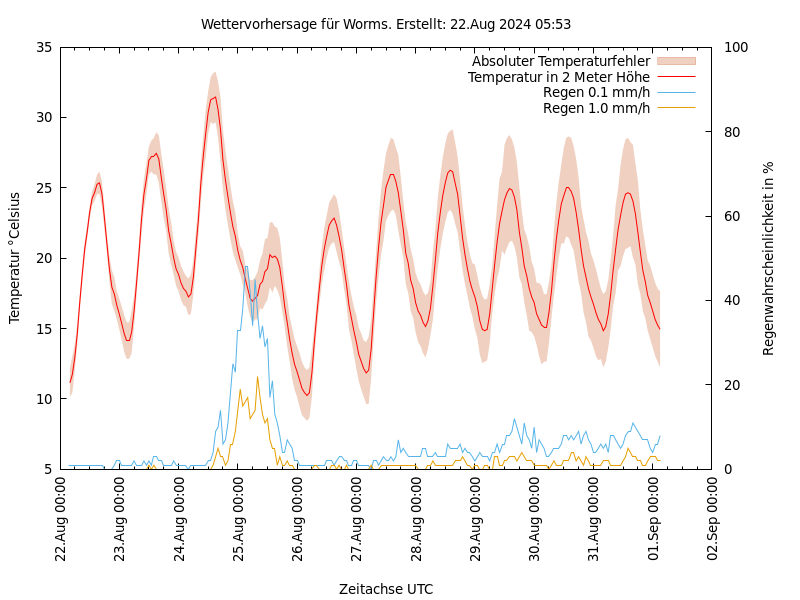 Wettervorhersage für Worms. Erstellt: 22.Aug 2024 05:53
35
30
25
20
15
10
5
100
80
60
40
20
0
Absoluter Temperaturfehler
Temperatur in 2 Meter Höhe
Regen 0.1 mm/h
Regen 1.0 mm/h
Temperatur °Celsius
Regenwahrscheinlichkeit in %
22.Aug 00:00
23.Aug 00:00
24.Aug 00:00
25.Aug 00:00
26.Aug 00:00
27.Aug 00:00
28.Aug 00:00
29.Aug 00:00
30.Aug 00:00
31.Aug 00:00
01.Sep 00:00
02.Sep 00:00
Zeitachse UTC